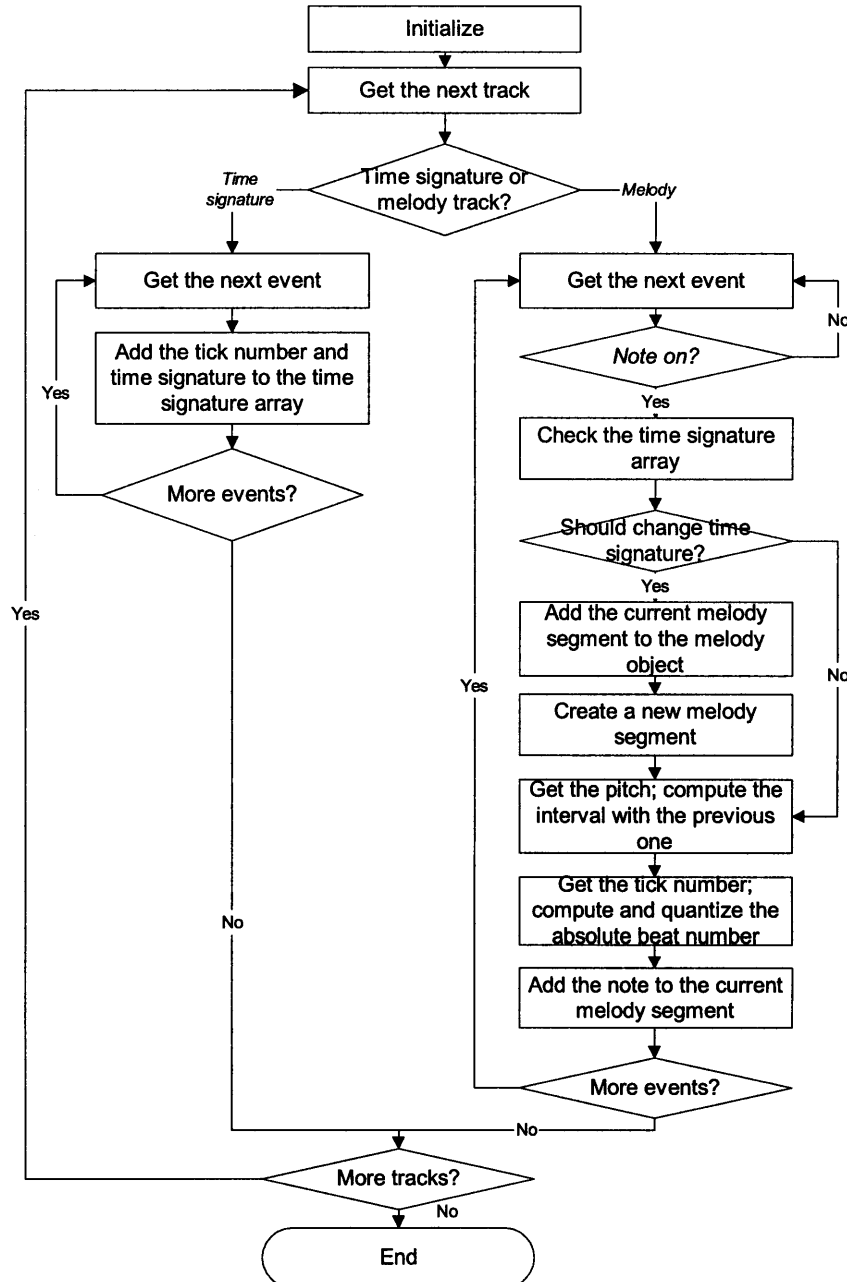 Initialize
Get the next track
Time signature or
melody track?
Time
signature
Melody
Get the next event
Add the tick number and
time signature to the time
signature array
Yes
More events?
Get the next event
No
Note on?
Yes
Check the time signature
array
Should change time
signature?
Yes
Add the current melody
segment to the melody
object
No
Yes
Create a new melody
segment
Get the pitch; compute the
interval with the previous
one
Get the tick number;
compute and quantize the
absolute beat number
Add the note to the current
melody segment
More events?
Yes
No
No
More tracks?
No
End